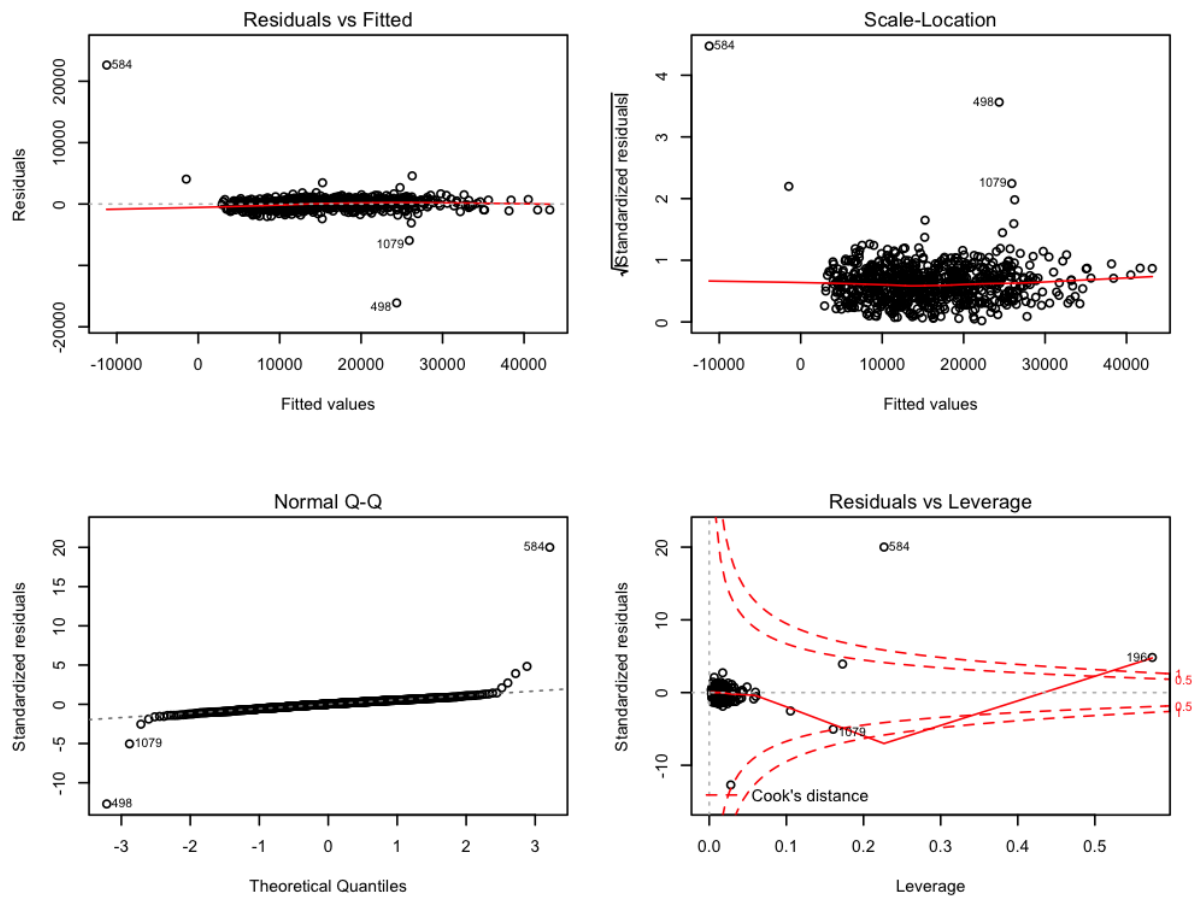 Residuals vs Fitted
Residuals
20000
10000
0
-20000
584
1079
498
-10000 0 10000 20000 30000 40000
Fitted values
Scale-Location
√|Standardized residuals|
4
3
2
1
0
584
498
1079
-10000 0 10000 20000 30000 40000
Fitted values
Normal Q-Q
Standardized residuals
20
15
10
5
0
-5
-10
584
1079
498
-3 -2 -1 0 1 2 3
Theoretical Quantiles
Residuals vs Leverage
Standardized residuals
20
10
0
-10
584
196
1
0.5
0.5
1
1079
Cook's distance
0.0 0.1 0.2 0.3 0.4 0.5
Leverage